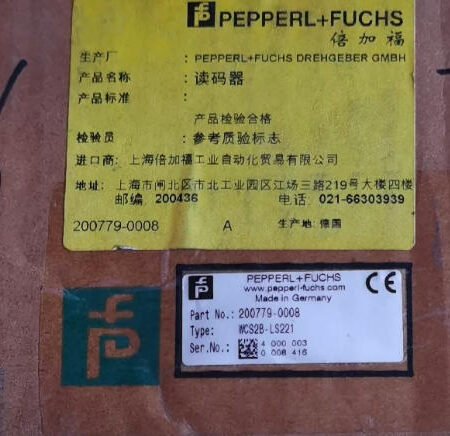 PEPPERL+FUCHS
倍加福
生产厂 : PEPPERL+FUCHS DREHGEBER GMBH
产品名称 : 读码器
产品标准 :
产品检验合格
检验员 : 参考质验标志
进口商: 上海倍加福工业自动化贸易有限公司
地址: 上海市闸北区市北工业园区江场三路219号大楼四楼
邮编 200436 电话: 021-66303939
200779-0008 A 生产地: 德国
PEPPERL+FUCHS
www.pepperl-fuchs.com
Made in Germany
CE
Part No.: 200779-0008
Type: WCS2B-LS221
Ser.No.: 4 000 003
0 008 416